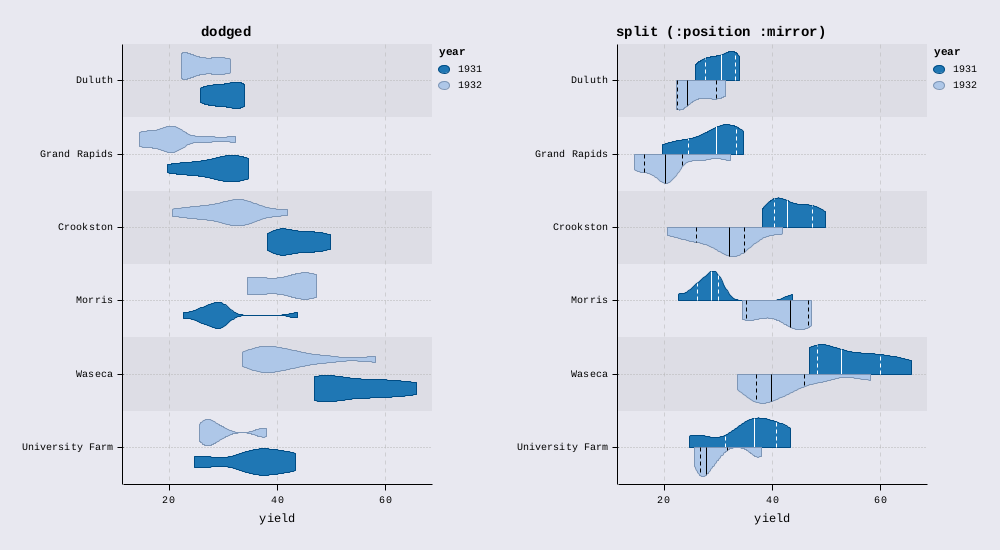 dodged
year
1931
1932
Duluth
Grand Rapids
Crookston
Morris
Waseca
University Farm
20 40 60
yield
split (:position :mirror)
year
1931
1932
Duluth
Grand Rapids
Crookston
Morris
Waseca
University Farm
20 40 60
yield